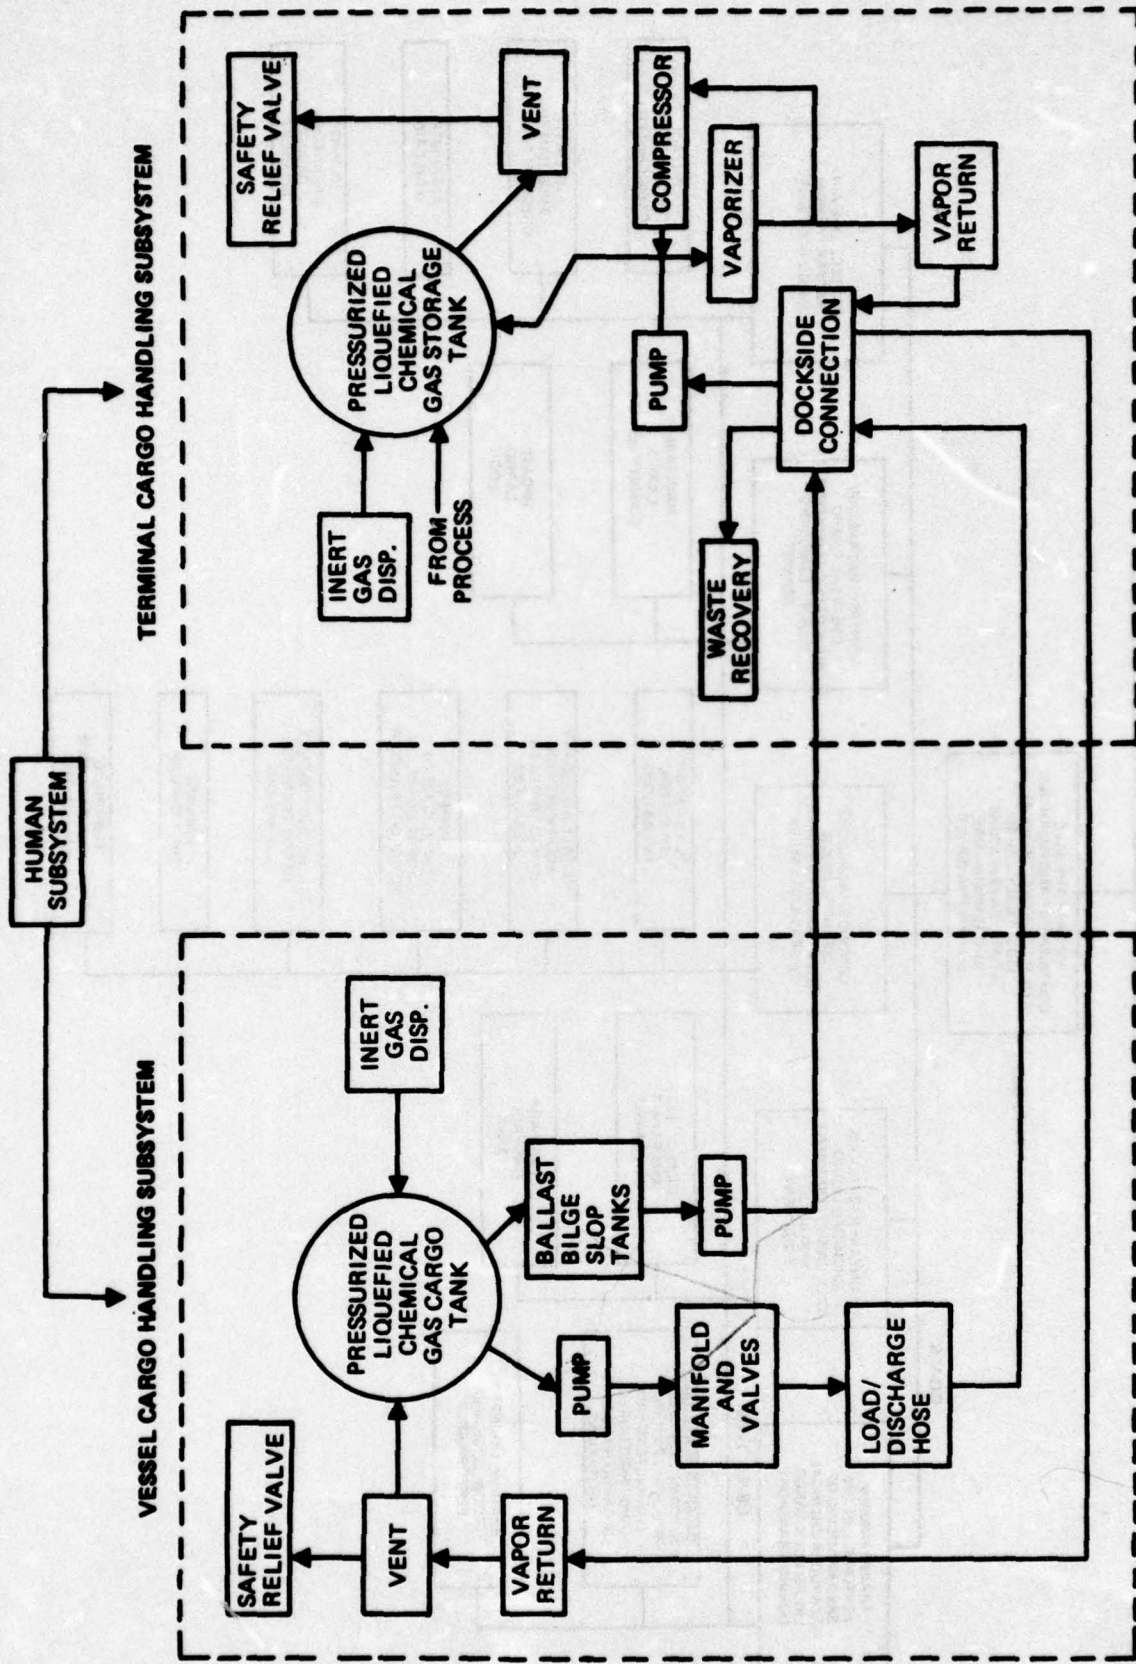 HUMAN
SUBSYSTEM
VESSEL CARGO HANDLING SUBSYSTEM
SAFETY
RELIEF VALVE
VENT
VAPOR
RETURN
PRESSURIZED
LIQUEFIED
CHEMICAL
GAS CARGO
TANK
INERT
GAS
DISP.
PUMP
MANIFOLD
AND
VALVES
LOAD/
DISCHARGE
HOSE
BALLAST
BILGE
SLOP
TANKS
PUMP
TERMINAL CARGO HANDLING SUBSYSTEM
INERT
GAS
DISP.
FROM
PROCESS
PRESSURIZED
LIQUEFIED
CHEMICAL
GAS STORAGE
TANK
SAFETY
RELIEF VALVE
VENT
WASTE
RECOVERY
PUMP
COMPRESSOR
VAPORIZER
DOCKSIDE
CONNECTION
VAPOR
RETURN